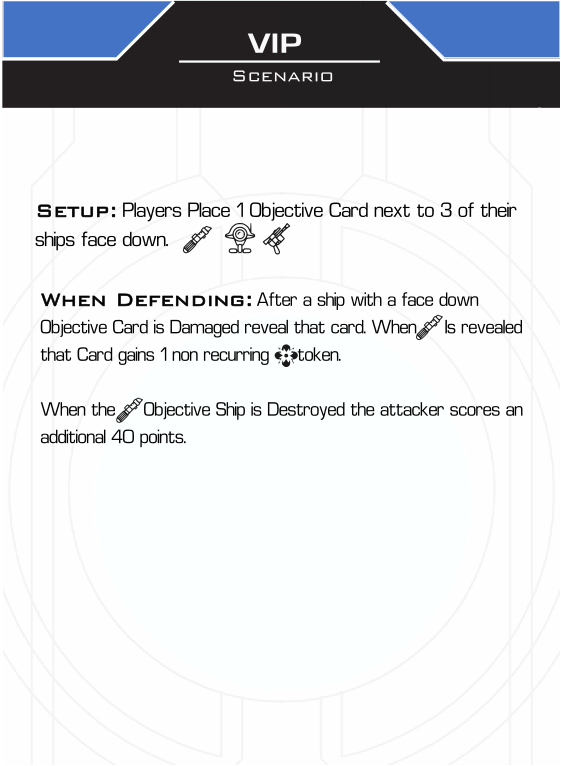 VIP
Scenario
Setup: Players Place 1 Objective Card next to 3 of their
ships face down.
When Defending: After a ship with a face down
Objective Card is Damaged reveal that card. When Is revealed
that Card gains 1 non recurring token.
When the Objective Ship is Destroyed the attacker scores an
additional 40 points.